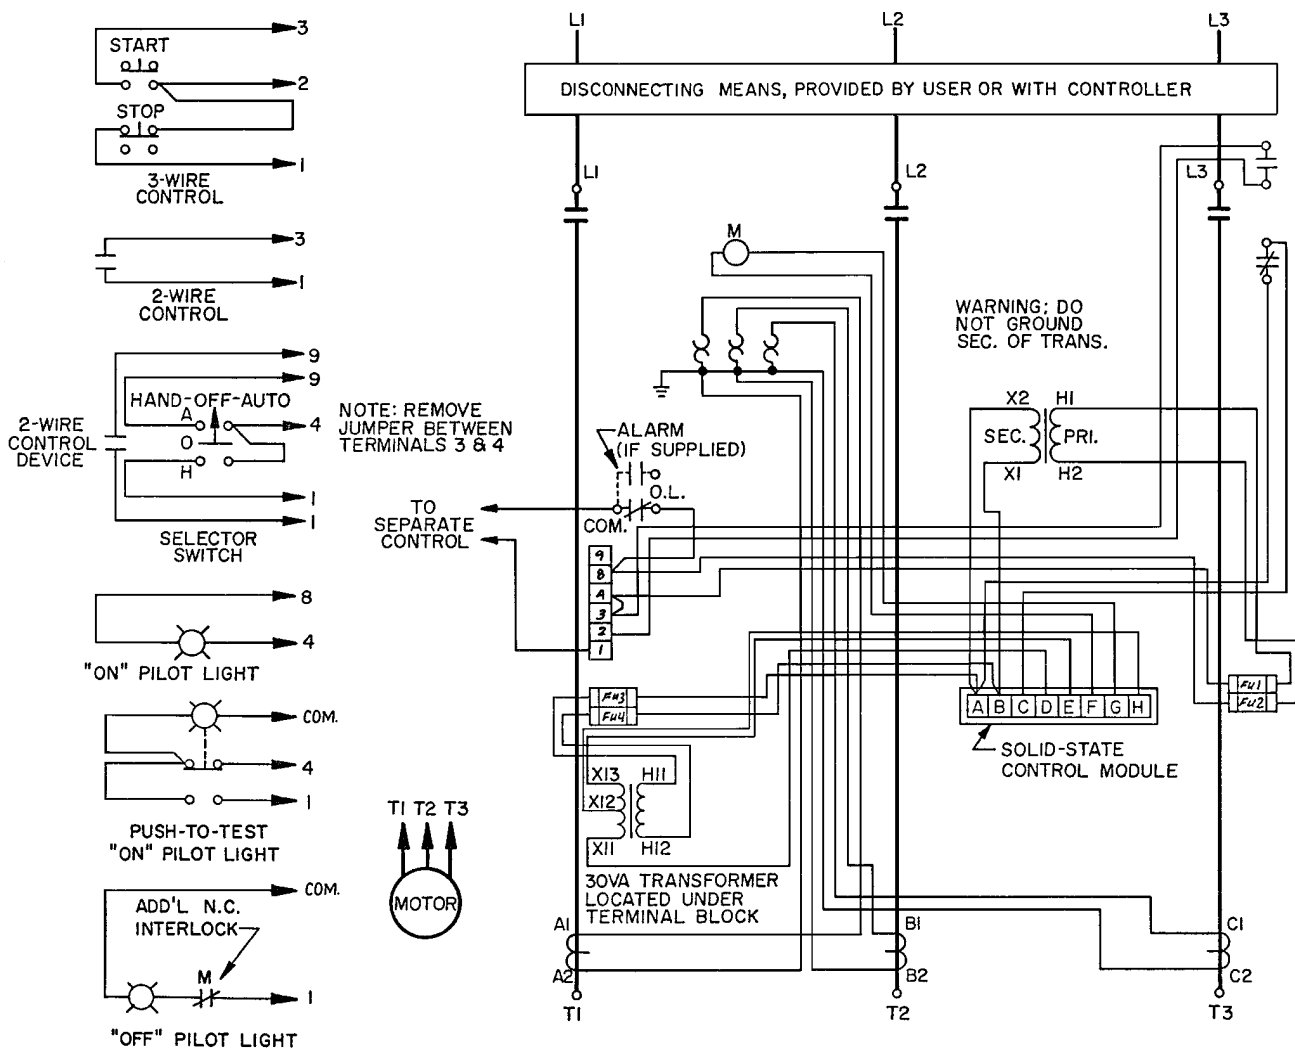 3
START
2
STOP
1
3-WIRE
CONTROL
3
1
2-WIRE
CONTROL
9
9
HAND-OFF-AUTO
A
4
O
H
2-WIRE
CONTROL
DEVICE
NOTE: REMOVE
JUMPER BETWEEN
TERMINALS 3 & 4
1
1
SELECTOR
SWITCH
8
4
"ON" PILOT LIGHT
COM.
4
1
PUSH-TO-TEST
"ON" PILOT LIGHT
COM.
ADD'L N.C.
INTERLOCK
M
1
"OFF" PILOT LIGHT
T1 T2 T3
MOTOR
L1 L2 L3
DISCONNECTING MEANS, PROVIDED BY USER OR WITH CONTROLLER
L1 L2 L3
M
WARNING: DO
NOT GROUND
SEC. OF TRANS.
X2 H1
SEC. PRI.
X1 H2
ALARM
(IF SUPPLIED)
O.L.
COM.
TO
SEPARATE
CONTROL
9
8
4
3
2
1
FU3
FU4
FU1
FU2
A B C D E F G H
SOLID-STATE
CONTROL MODULE
X13 H11
X12
X11 H12
30VA TRANSFORMER
LOCATED UNDER
TERMINAL BLOCK
A1 B1 C1
A2 B2 C2
T1 T2 T3